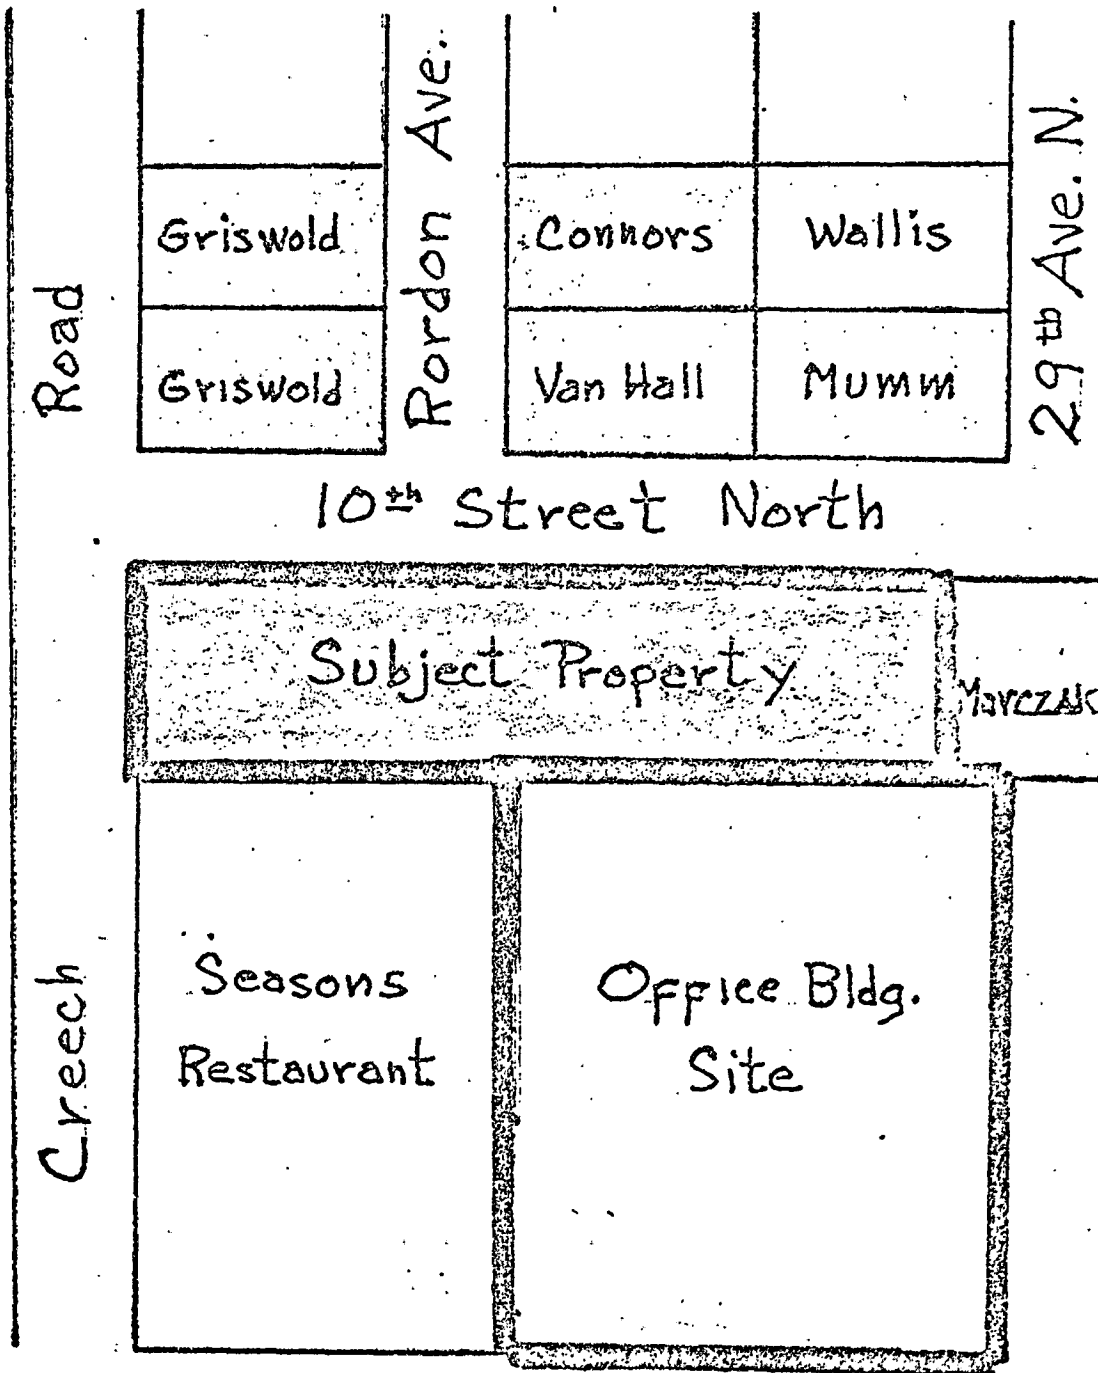 Rordon Ave.
29th Ave. N.
Griswold
Connors
Wallis
Road
Griswold
Van Hall
Mumm
10th Street North
Subject Property
Marczak
Creech
Seasons
Restaurant
Office Bldg.
Site